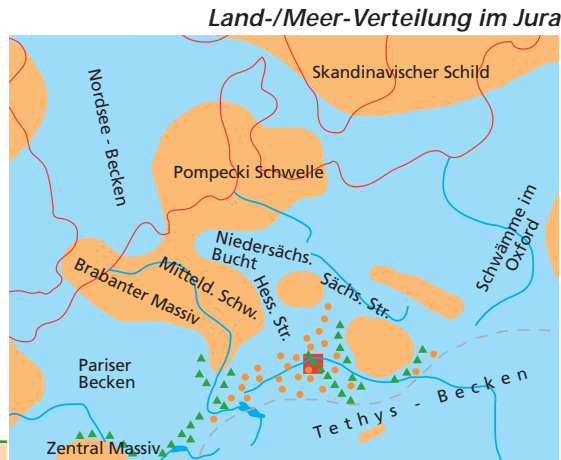 Land-/Meer-Verteilung im Jura
Skandinavischer Schild
Nordsee - Becken
Pompecki Schwelle
Schwämme im
Oxford
Niedersächs.
Bucht
Mitteld. Schw.
Brabanter Massiv
Hess. Str.
Sächs. Str.
Pariser
Becken
Tethys - Becken
Zentral Massiv